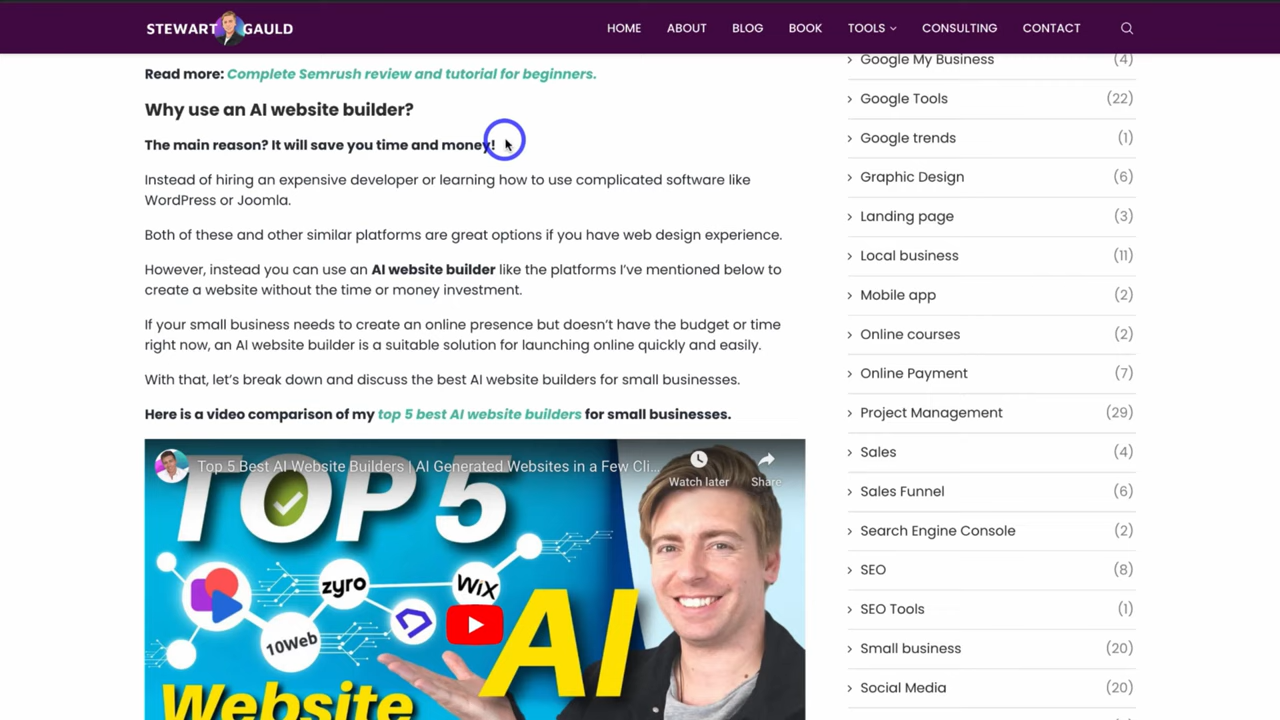 STEWART GAULD
HOME ABOUT BLOG BOOK TOOLS CONSULTING CONTACT
Read more: Complete Semrush review and tutorial for beginners.
Why use an AI website builder?
The main reason? It will save you time and money!
Instead of hiring an expensive developer or learning how to use complicated software like
WordPress or Joomla.
Both of these and other similar platforms are great options if you have web design experience.
However, instead you can use an AI website builder like the platforms I've mentioned below to
create a website without the time or money investment.
If your small business needs to create an online presence but doesn't have the budget or time
right now, an AI website builder is a suitable solution for launching online quickly and easily.
With that, let's break down and discuss the best AI website builders for small businesses.
Here is a video comparison of my top 5 best AI website builders for small businesses.
Top 5 Best AI Website Builders | AI Generated Websites in a Few Cli...
Watch later
Share
TOP 5
zyro
WiX
10Web
AI
Website
Google My Business (4)
Google Tools (22)
Google trends (1)
Graphic Design (6)
Landing page (3)
Local business (11)
Mobile app (2)
Online courses (2)
Online Payment (7)
Project Management (29)
Sales (4)
Sales Funnel (6)
Search Engine Console (2)
SEO (8)
SEO Tools (1)
Small business (20)
Social Media (20)